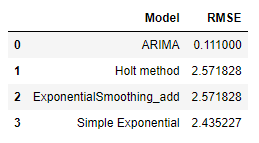 Model RMSE
0 ARIMA 0.111000
1 Holt method 2.571828
2 ExponentialSmoothing_add 2.571828
3 Simple Exponential 2.435227